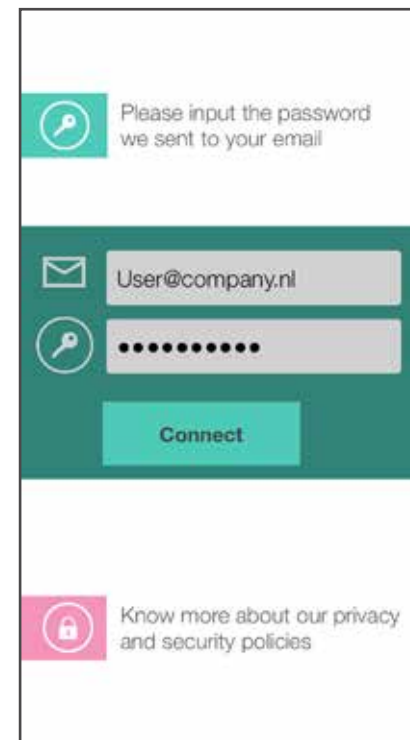 Please input the password
we sent to your email
User@company.nl
••••••••••
Connect
Know more about our privacy
and security policies